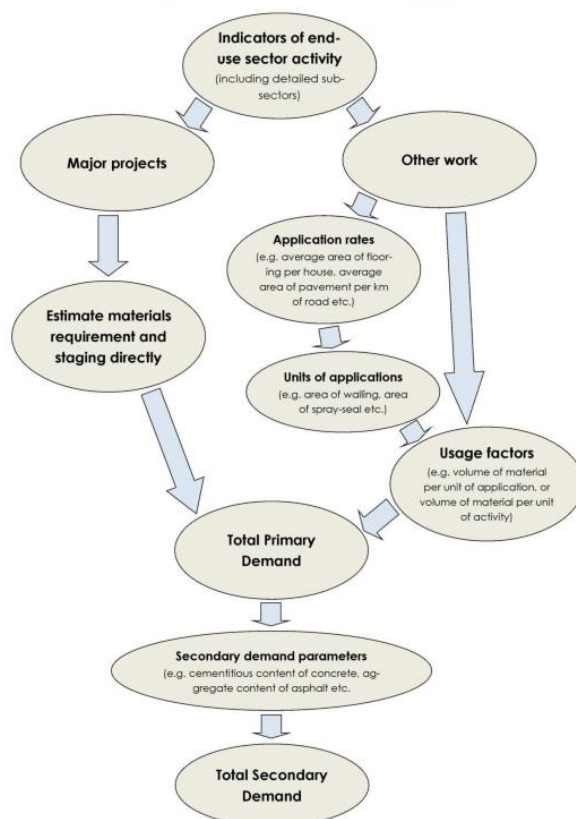 Indicators of end-
use sector activity
(including detailed sub-
sectors)
Major projects
Other work
Application rates
(e.g. average area of floor-
ing per house, average
area of pavement per km
of road etc.)
Estimate materials
requirement and
staging directly
Units of applications
(e.g. area of walling, area
of spray-seal etc.)
Usage factors
(e.g. volume of material
per unit of application, or
volume of material per unit
of activity)
Total Primary
Demand
Secondary demand parameters
(e.g. cementitious content of concrete, ag-
gregate content of asphalt etc.
Total Secondary
Demand